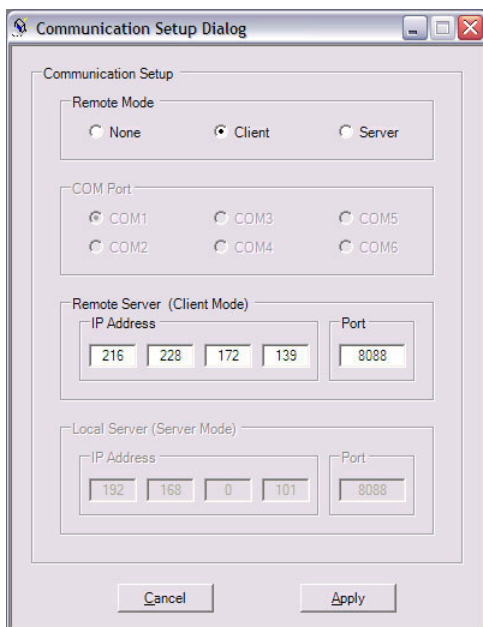 Communication Setup Dialog
Communication Setup
Remote Mode
None Client Server
COM Port
COM1 COM3 COM5
COM2 COM4 COM6
Remote Server (Client Mode)
IP Address Port
216 228 172 139 8088
Local Server (Server Mode)
IP Address Port
192 168 0 101 8088
Cancel Apply